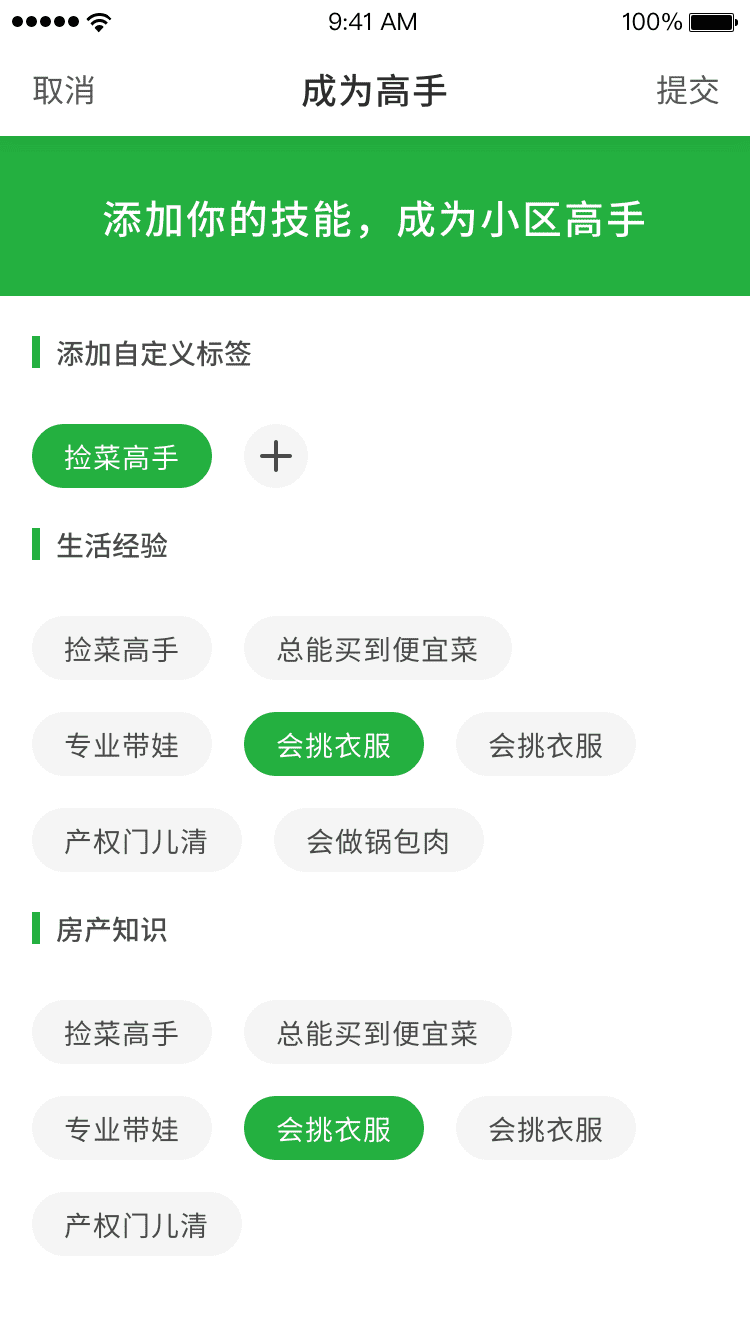 9:41 AM 100%
取消 成为高手 提交
添加你的技能，成为小区高手
添加自定义标签
捡菜高手
生活经验
捡菜高手 总能买到便宜菜
专业带娃 会挑衣服 会挑衣服
产权门儿清 会做锅包肉
房产知识
捡菜高手 总能买到便宜菜
专业带娃 会挑衣服 会挑衣服
产权门儿清